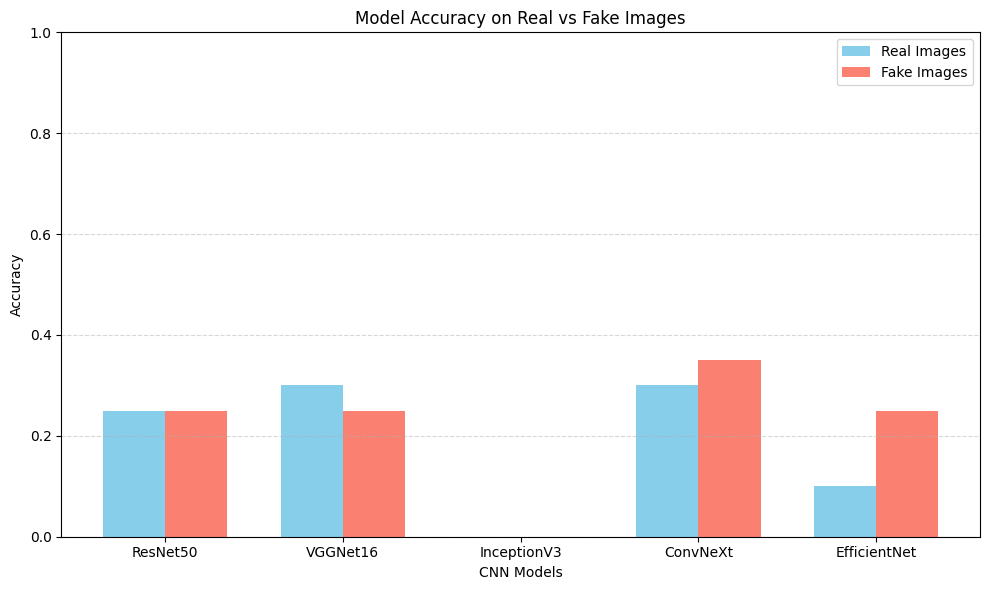 Model Accuracy on Real vs Fake Images
Real Images
Fake Images
1.0
0.8
0.6
0.4
0.2
0.0
Accuracy
ResNet50
VGGNet16
InceptionV3
ConvNeXt
EfficientNet
CNN Models